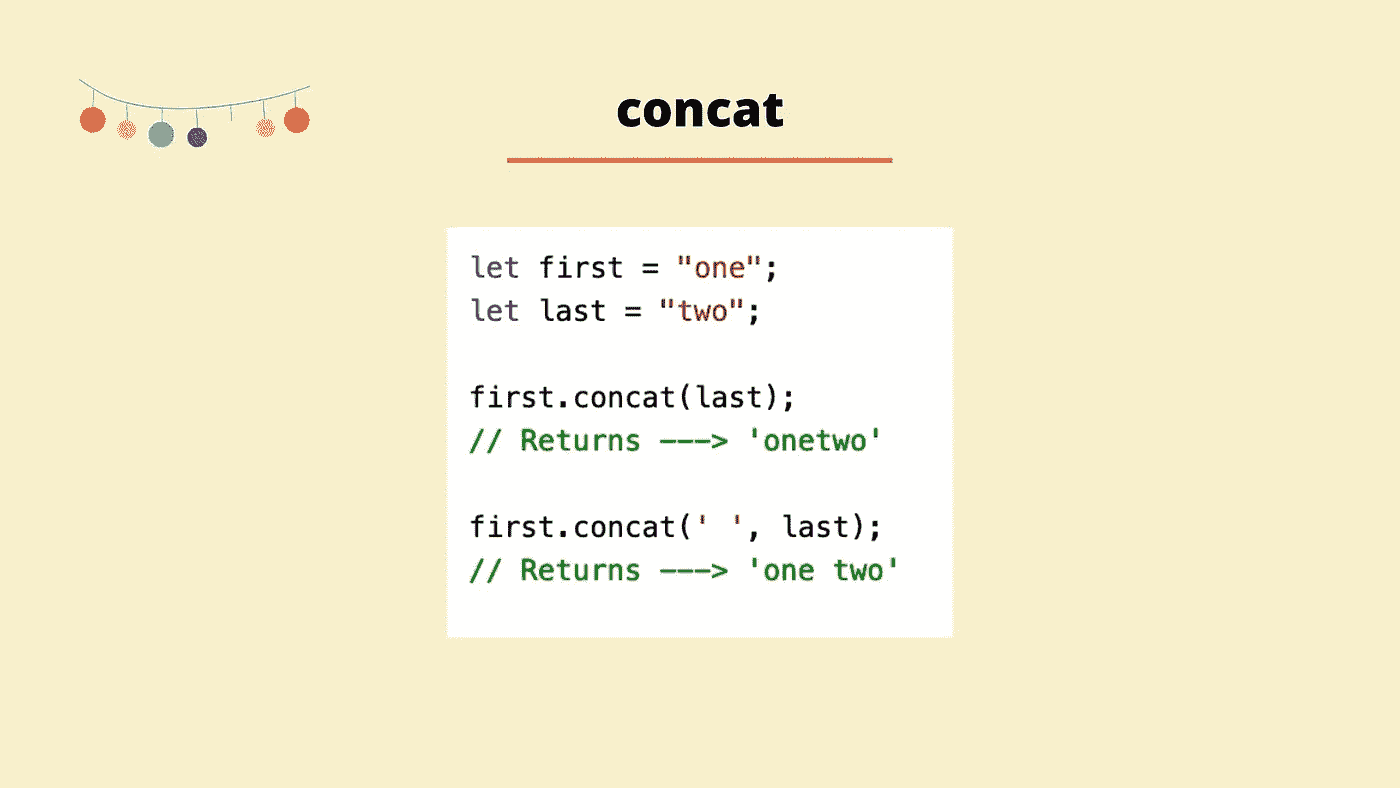 concat
let first = "one";
let last = "two";
first.concat(last);
// Returns ---> 'onetwo'
first.concat(' ', last);
// Returns ---> 'one two'